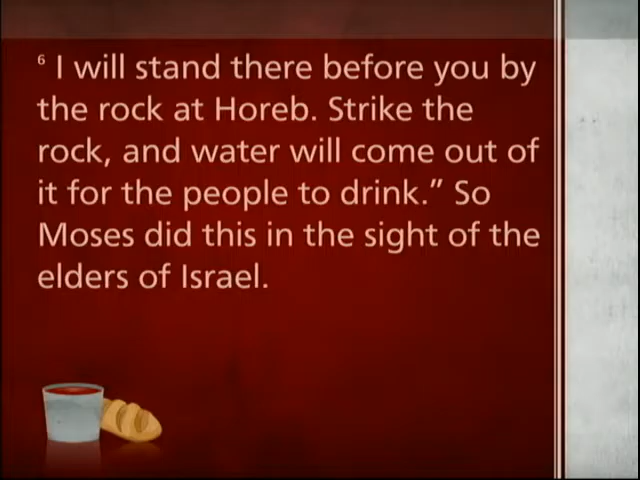 ⁶ I will stand there before you by
the rock at Horeb. Strike the
rock, and water will come out of
it for the people to drink.” So
Moses did this in the sight of the
elders of Israel.